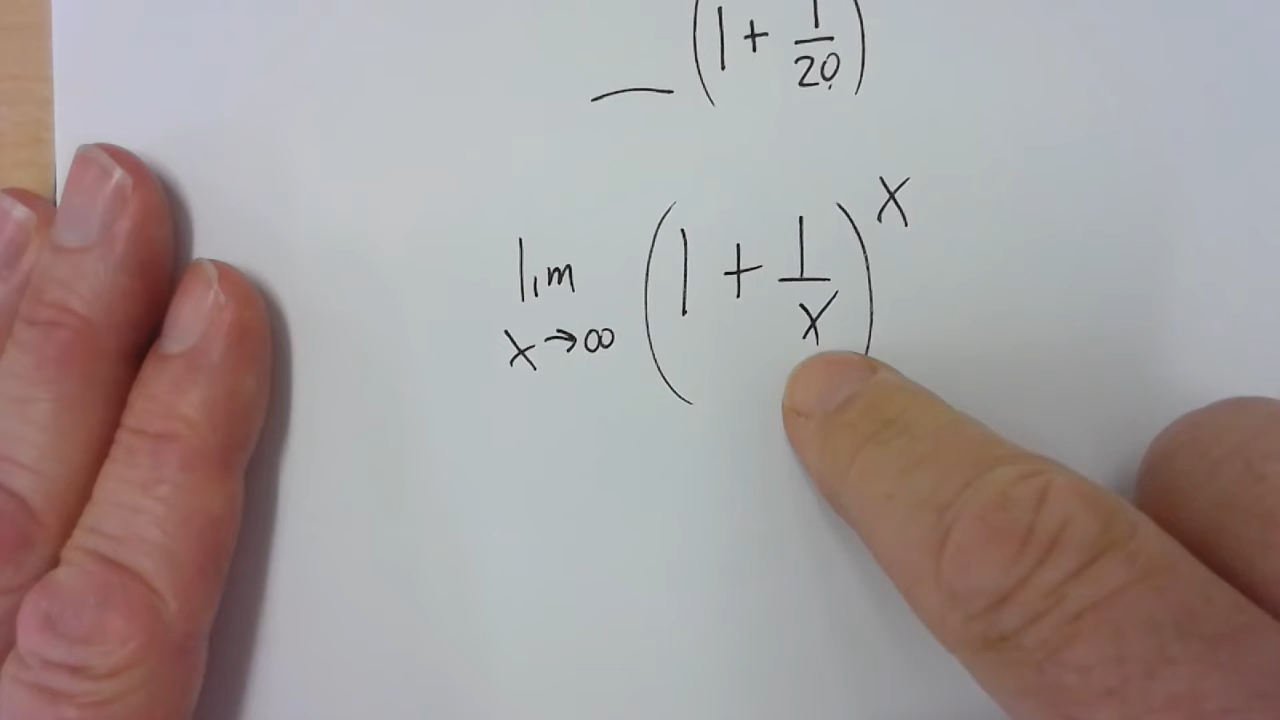 (1 + 1/20)
lim x→∞ (1 + 1/x)^x